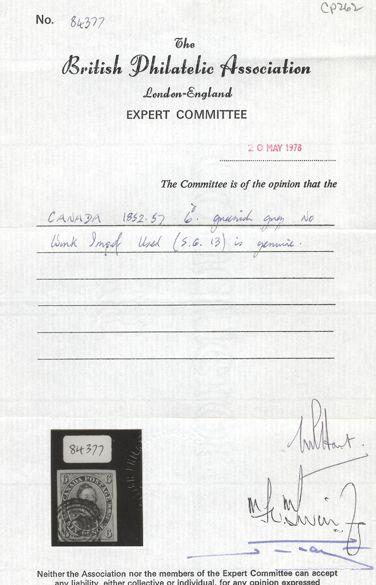 CP262
No. 84377
The
British Philatelic Association
London-England
EXPERT COMMITTEE
20 MAY 1978
The Committee is of the opinion that the
CANADA 1852-57 6d. greenish grey No
Wmk Imperf Used (S.G. 13) is genuine.
84377
CANADA POSTAGE
Neither the Association nor the members of the Expert Committee can accept
any liability, either collective or individual, for any opinion expressed